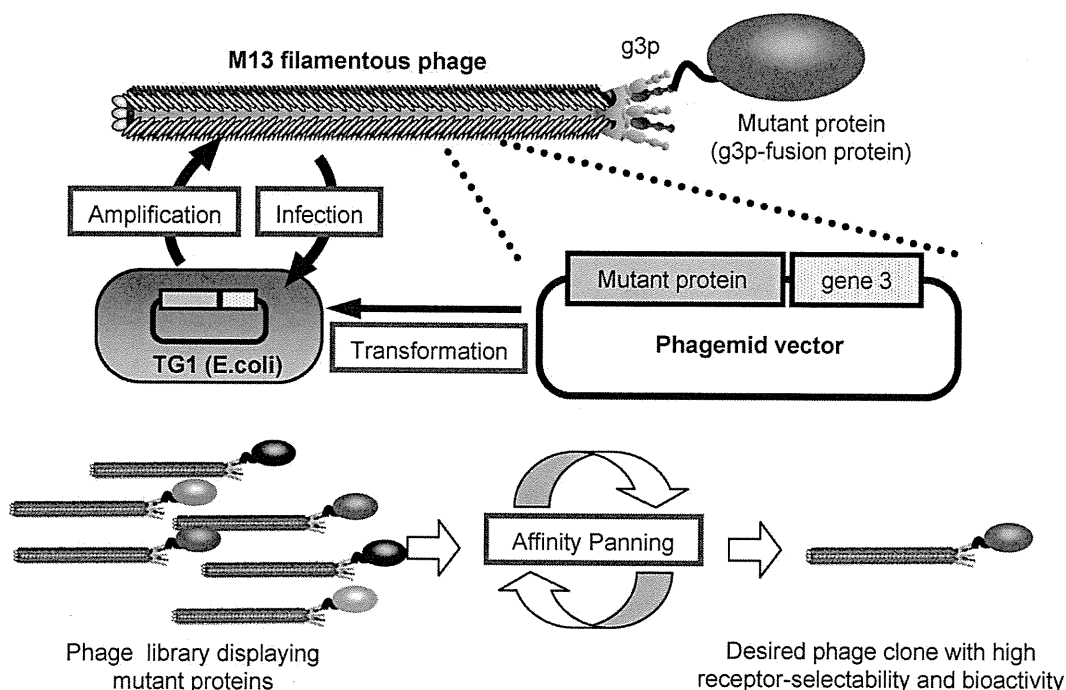 M13 filamentous phage
g3p
Mutant protein
(g3p-fusion protein)
Amplification
Infection
Mutant protein
gene 3
Transformation
Phagemid vector
TG1 (E.coli)
Affinity Panning
Phage library displaying
mutant proteins
Desired phage clone with high
receptor-selectability and bioactivity